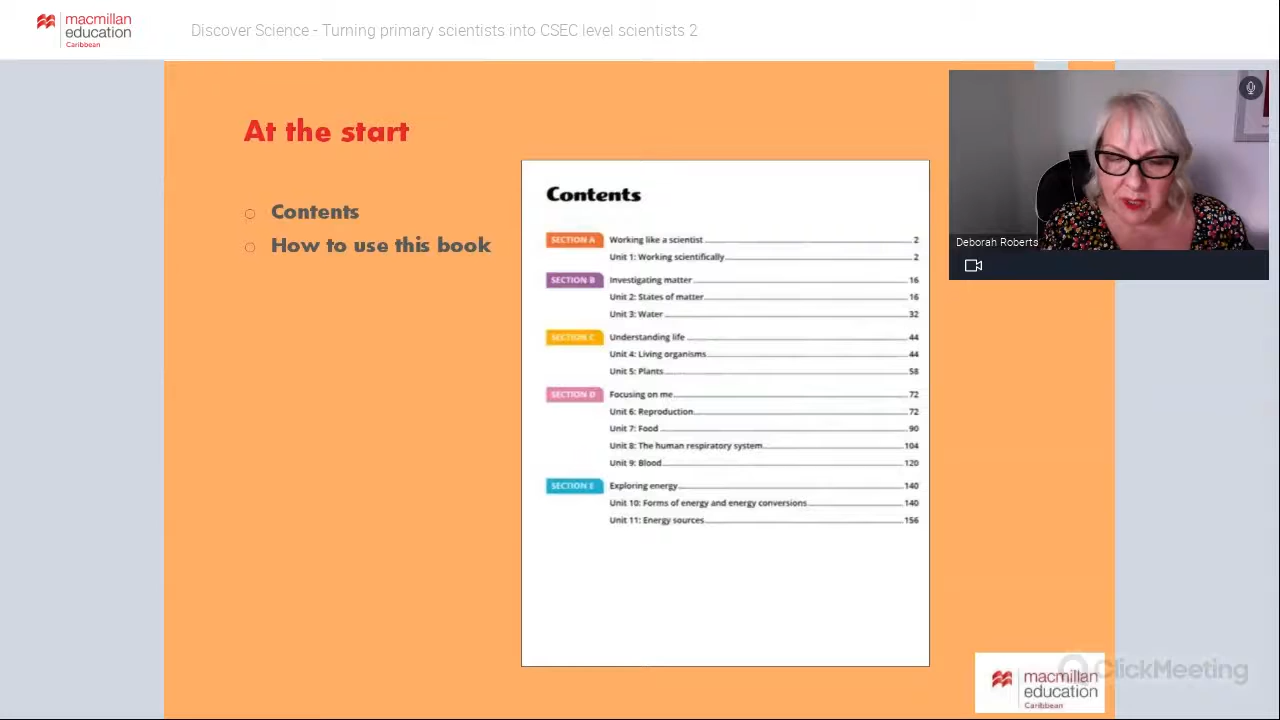 macmillan
education
Caribbean
Discover Science - Turning primary scientists into CSEC level scientists 2
At the start
Contents
How to use this book
Contents
SECTION A Working like a scientist 2
Unit 1: Working scientifically 2
SECTION B Investigating matter 16
Unit 2: States of matter 16
Unit 3: Water 32
SECTION C Understanding life 44
Unit 4: Living organisms 44
Unit 5: Plants 58
SECTION D Focusing on me 72
Unit 6: Reproduction 72
Unit 7: Food 90
Unit 8: The human respiratory system 104
Unit 9: Blood 120
SECTION E Exploring energy 140
Unit 10: Forms of energy and energy conversions 140
Unit 11: Energy sources 156
Deborah Roberts
ClickMeeting
macmillan
education
Caribbean